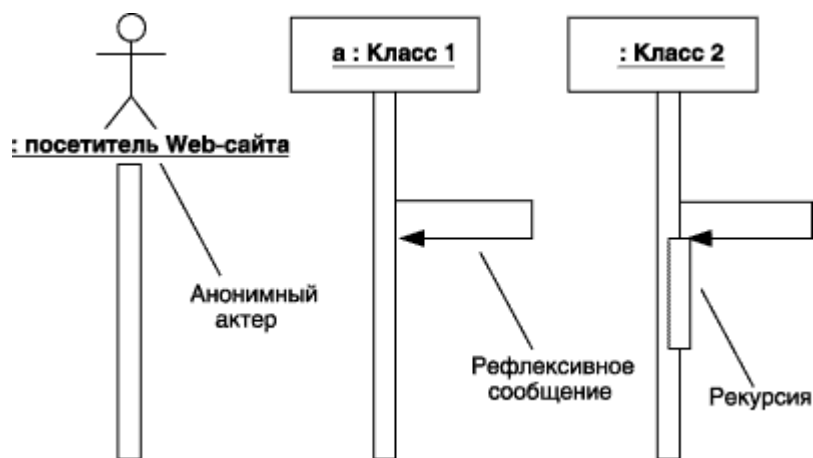 а : Класс 1
: Класс 2
: посетитель Web-сайта
Анонимный
актер
Рефлексивное
сообщение
Рекурсия